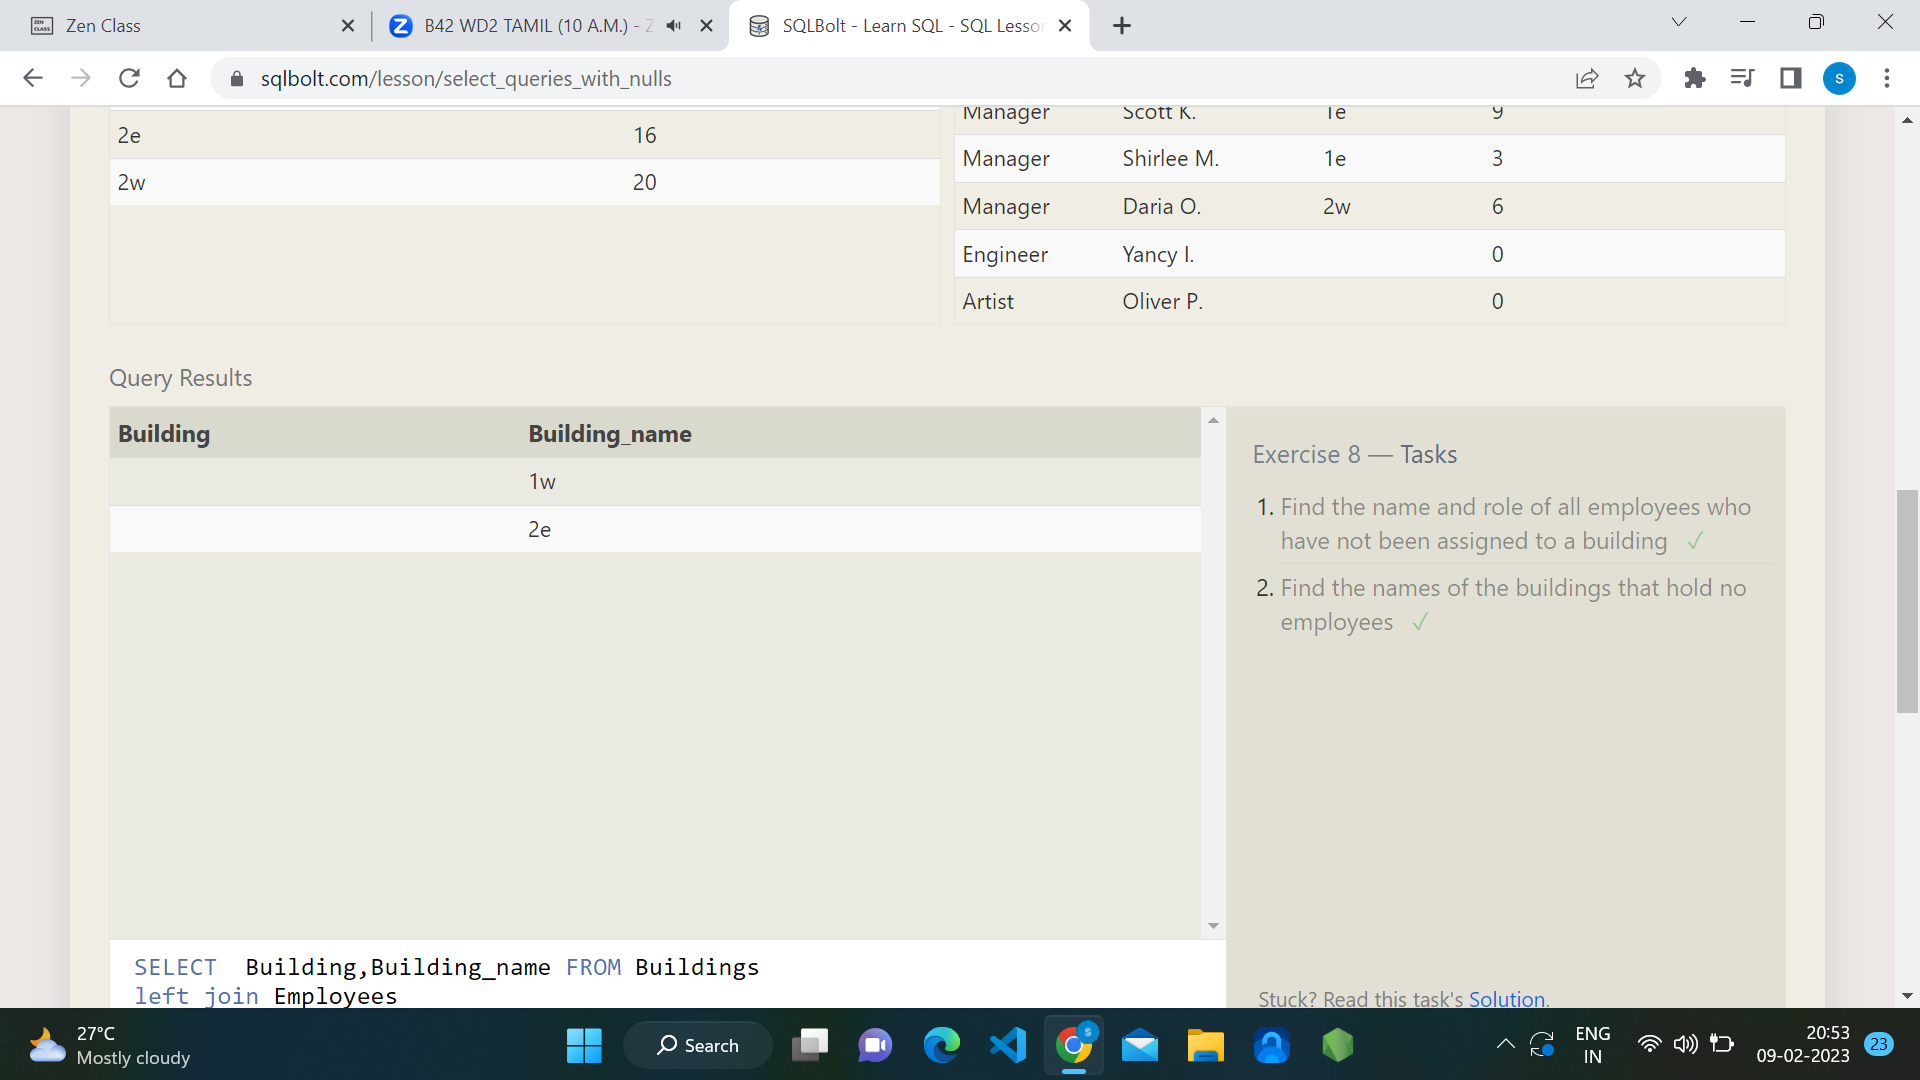 Zen Class
B42 WD2 TAMIL (10 A.M.) - Z
SQLBolt - Learn SQL - SQL Lesson
sqlbolt.com/lesson/select_queries_with_nulls
s
2e 16
2w 20
Manager Scott K. 1e 9
Manager Shirlee M. 1e 3
Manager Daria O. 2w 6
Engineer Yancy I. 0
Artist Oliver P. 0
Query Results
Building Building_name
1w
2e
Exercise 8 — Tasks
1. Find the name and role of all employees who
have not been assigned to a building ✓
2. Find the names of the buildings that hold no
employees ✓
SELECT  Building,Building_name FROM Buildings
left join Employees
Stuck? Read this task's Solution.
27°C
Mostly cloudy
Search
ENG
IN
20:53
09-02-2023
23